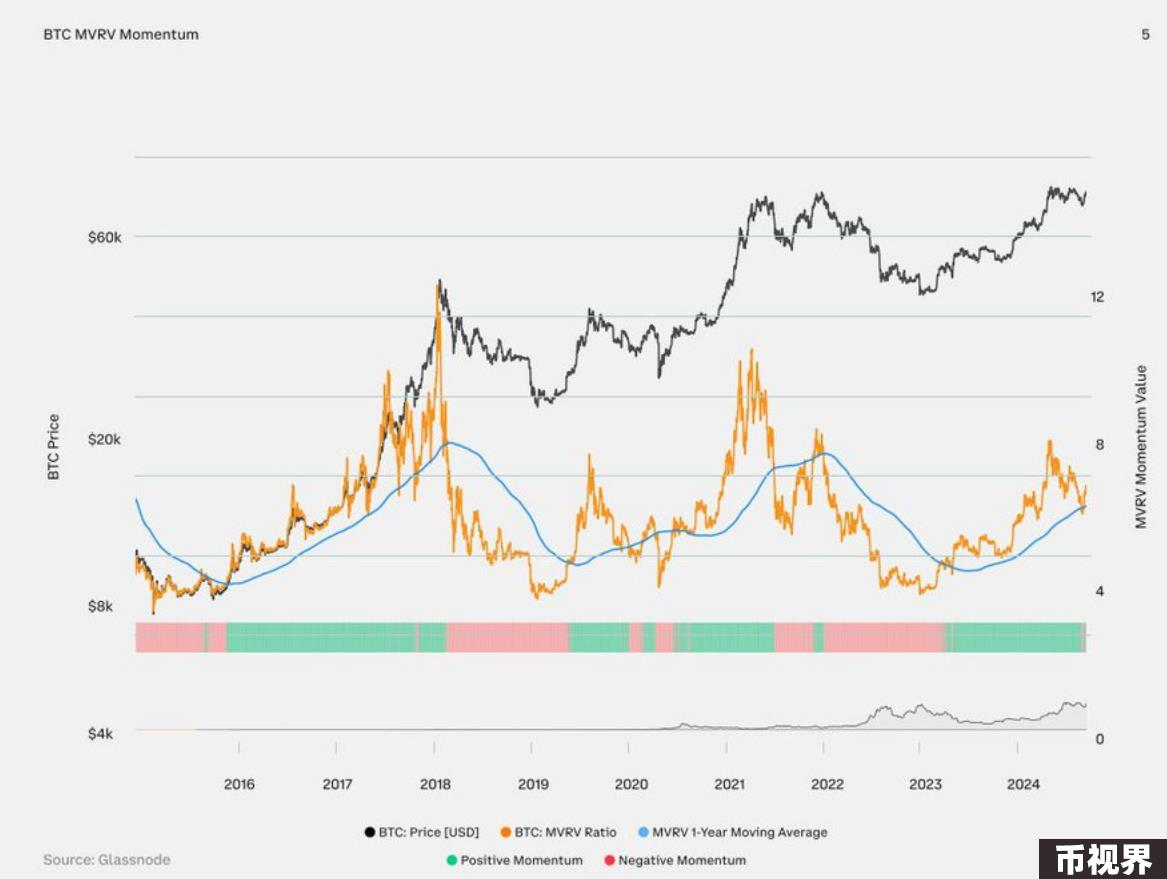 BTC MVRV Momentum
5
$60k
12
BTC Price
MVRV Momentum Value
$20k
8
$8k
4
$4k
0
2016 2017 2018 2019 2020 2021 2022 2023 2024
BTC: Price [USD] BTC: MVRV Ratio MVRV 1-Year Moving Average
Source: Glassnode
Positive Momentum Negative Momentum
币视界